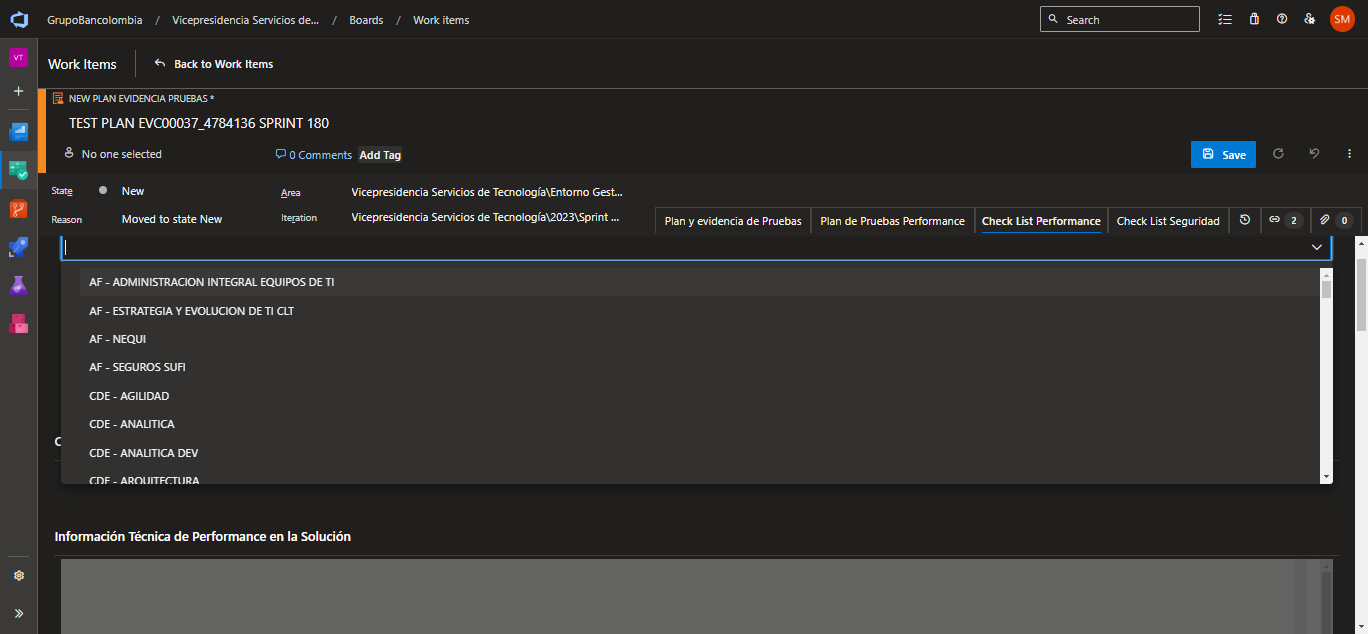 GrupoBancolombia / Vicepresidencia Servicios de... / Boards / Work items
Search
SM
VT
Work Items
Back to Work Items
NEW PLAN EVIDENCIA PRUEBAS *
TEST PLAN EVC00037_4784136 SPRINT 180
No one selected
0 Comments
Add Tag
Save
State
New
Area
Vicepresidencia Servicios de Tecnología\Entorno Gest...
Reason
Moved to state New
Iteration
Vicepresidencia Servicios de Tecnología\2023\Sprint ...
Plan y evidencia de Pruebas
Plan de Pruebas Performance
Check List Performance
Check List Seguridad
2
0
AF - ADMINISTRACION INTEGRAL EQUIPOS DE TI
AF - ESTRATEGIA Y EVOLUCION DE TI CLT
AF - NEQUI
AF - SEGUROS SUFI
CDE - AGILIDAD
CDE - ANALITICA
CDE - ANALITICA DEV
CDE - ARQUITECTURA
Información Técnica de Performance en la Solución